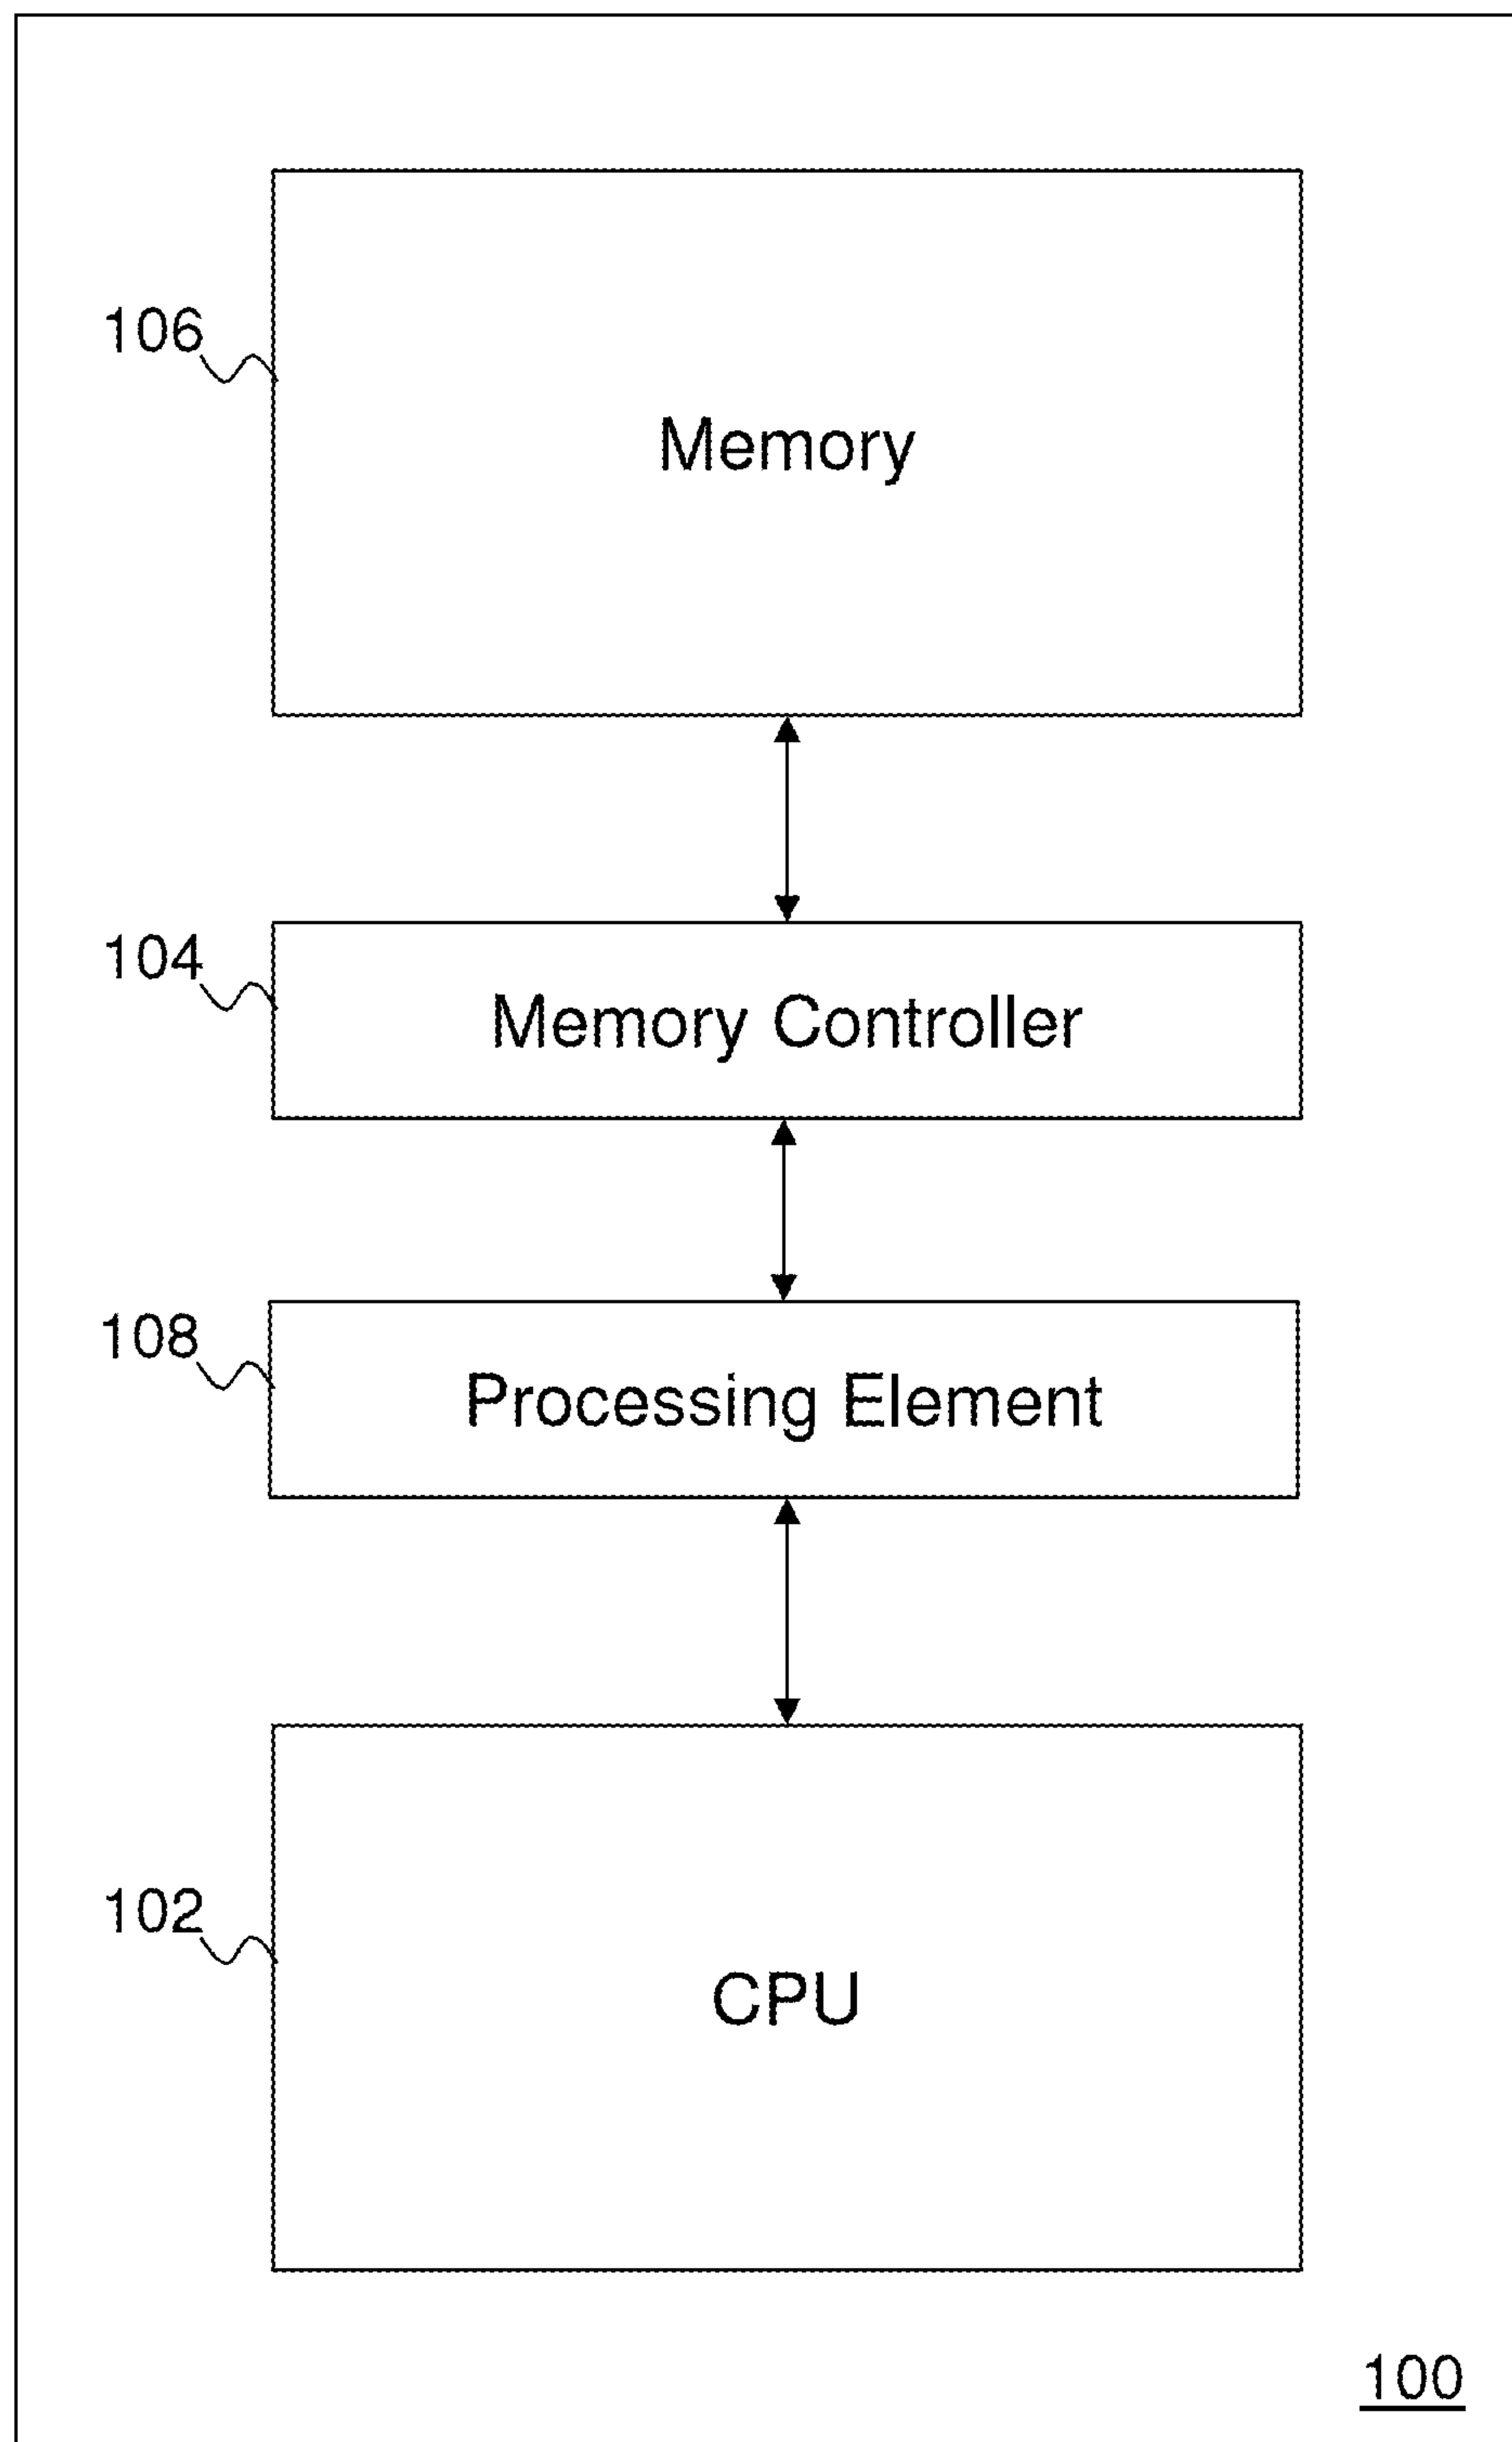 106
Memory
104
Memory Controller
108
Processing Element
102
CPU
100